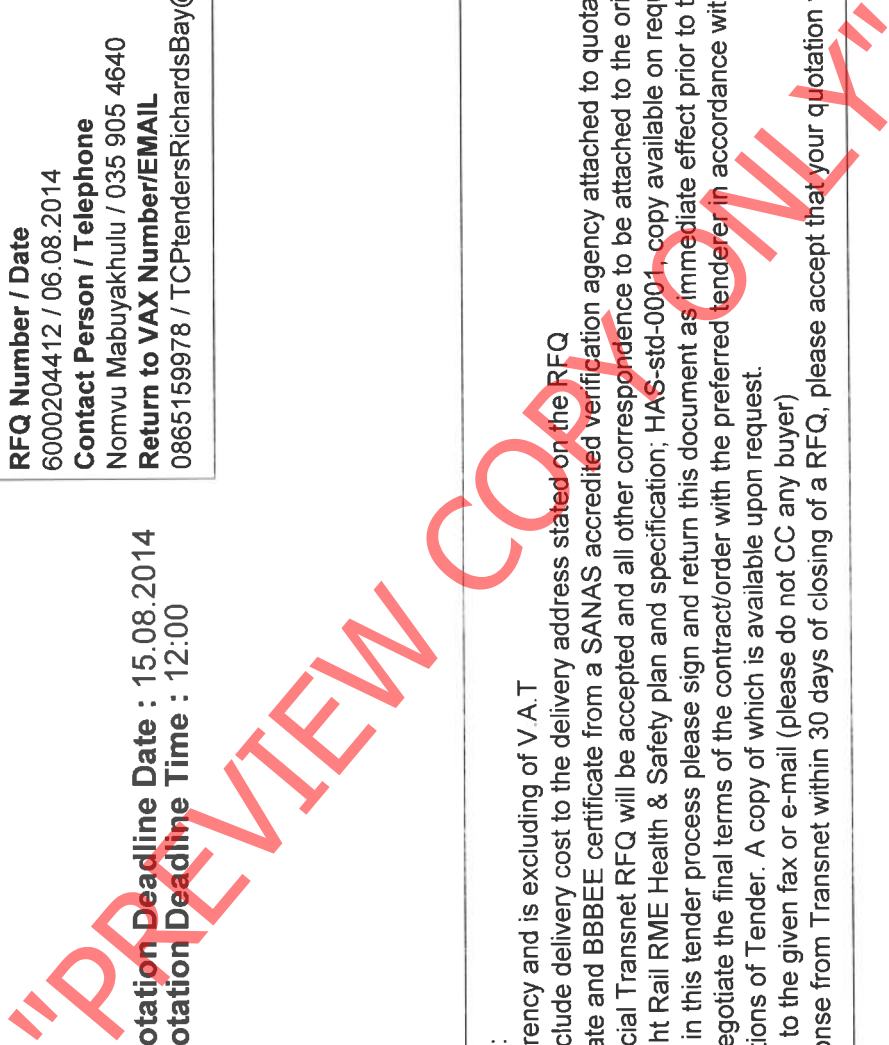 RFQ Number / Date
6000204412 / 06.08.2014
Contact Person / Telephone
Nomvu Mabuyakhulu / 035 905 4640
Return to VAX Number/EMAIL
0865159978 / TCPtendersRichardsBay@
otation Deadline Date : 15.08.2014
otation Deadline Time : 12:00
:
rency and is excluding of V.A.T
clude delivery cost to the delivery address stated on the RFQ
ate and BBBEE certificate from a SANAS accredited verification agency attached to quota
cial Transnet RFQ will be accepted and all other correspondence to be attached to the ori
ht Rail RME Health & Safety plan and specification; HAS-std-0001, copy available on requ
in this tender process please sign and return this document as immediate effect prior to t
egotiate the final terms of the contract/order with the preferred tenderer in accordance wit
tions of Tender. A copy of which is available upon request.
to the given fax or e-mail (please do not CC any buyer)
onse from Transnet within 30 days of closing of a RFQ, please accept that your quotation
"PREVIEW COPY ONLY"